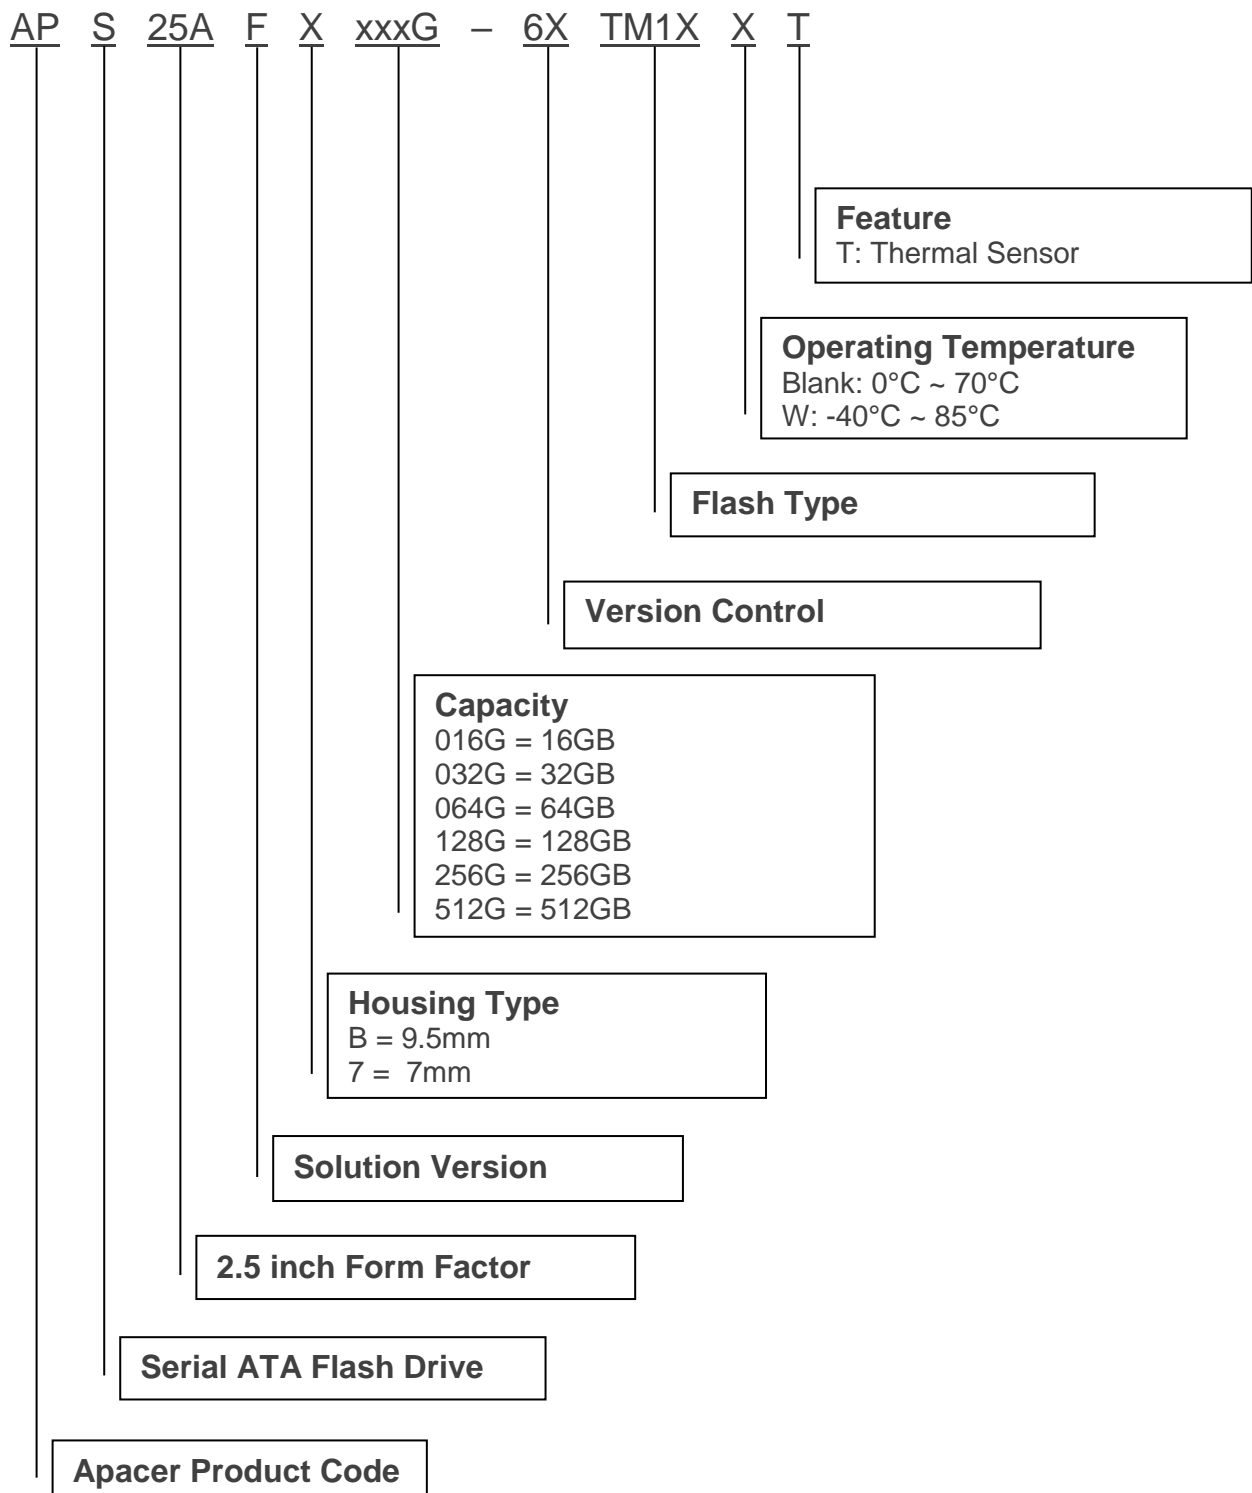 AP S 25A F X xxxG – 6X TM1X X T
Feature
T: Thermal Sensor
Operating Temperature
Blank: 0°C ~ 70°C
W: -40°C ~ 85°C
Flash Type
Version Control
Capacity
016G = 16GB
032G = 32GB
064G = 64GB
128G = 128GB
256G = 256GB
512G = 512GB
Housing Type
B = 9.5mm
7 =  7mm
Solution Version
2.5 inch Form Factor
Serial ATA Flash Drive
Apacer Product Code